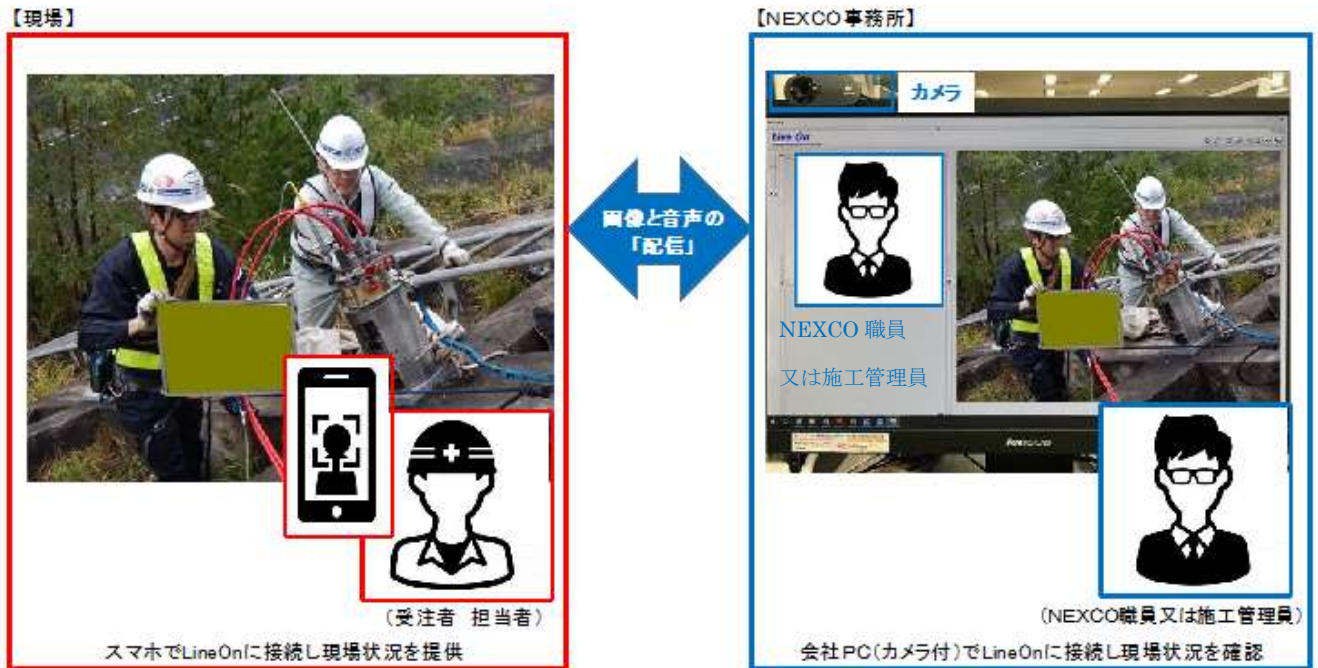 【現場】
【NEXCO事務所】
カメラ
Line On
画像と音声の
「配信」
NEXCO 職員
又は施工管理員
(受注者 担当者)
スマホでLineOnに接続し現場状況を提供
(NEXCO職員又は施工管理員)
会社PC(カメラ付)でLineOnに接続し現場状況を確認